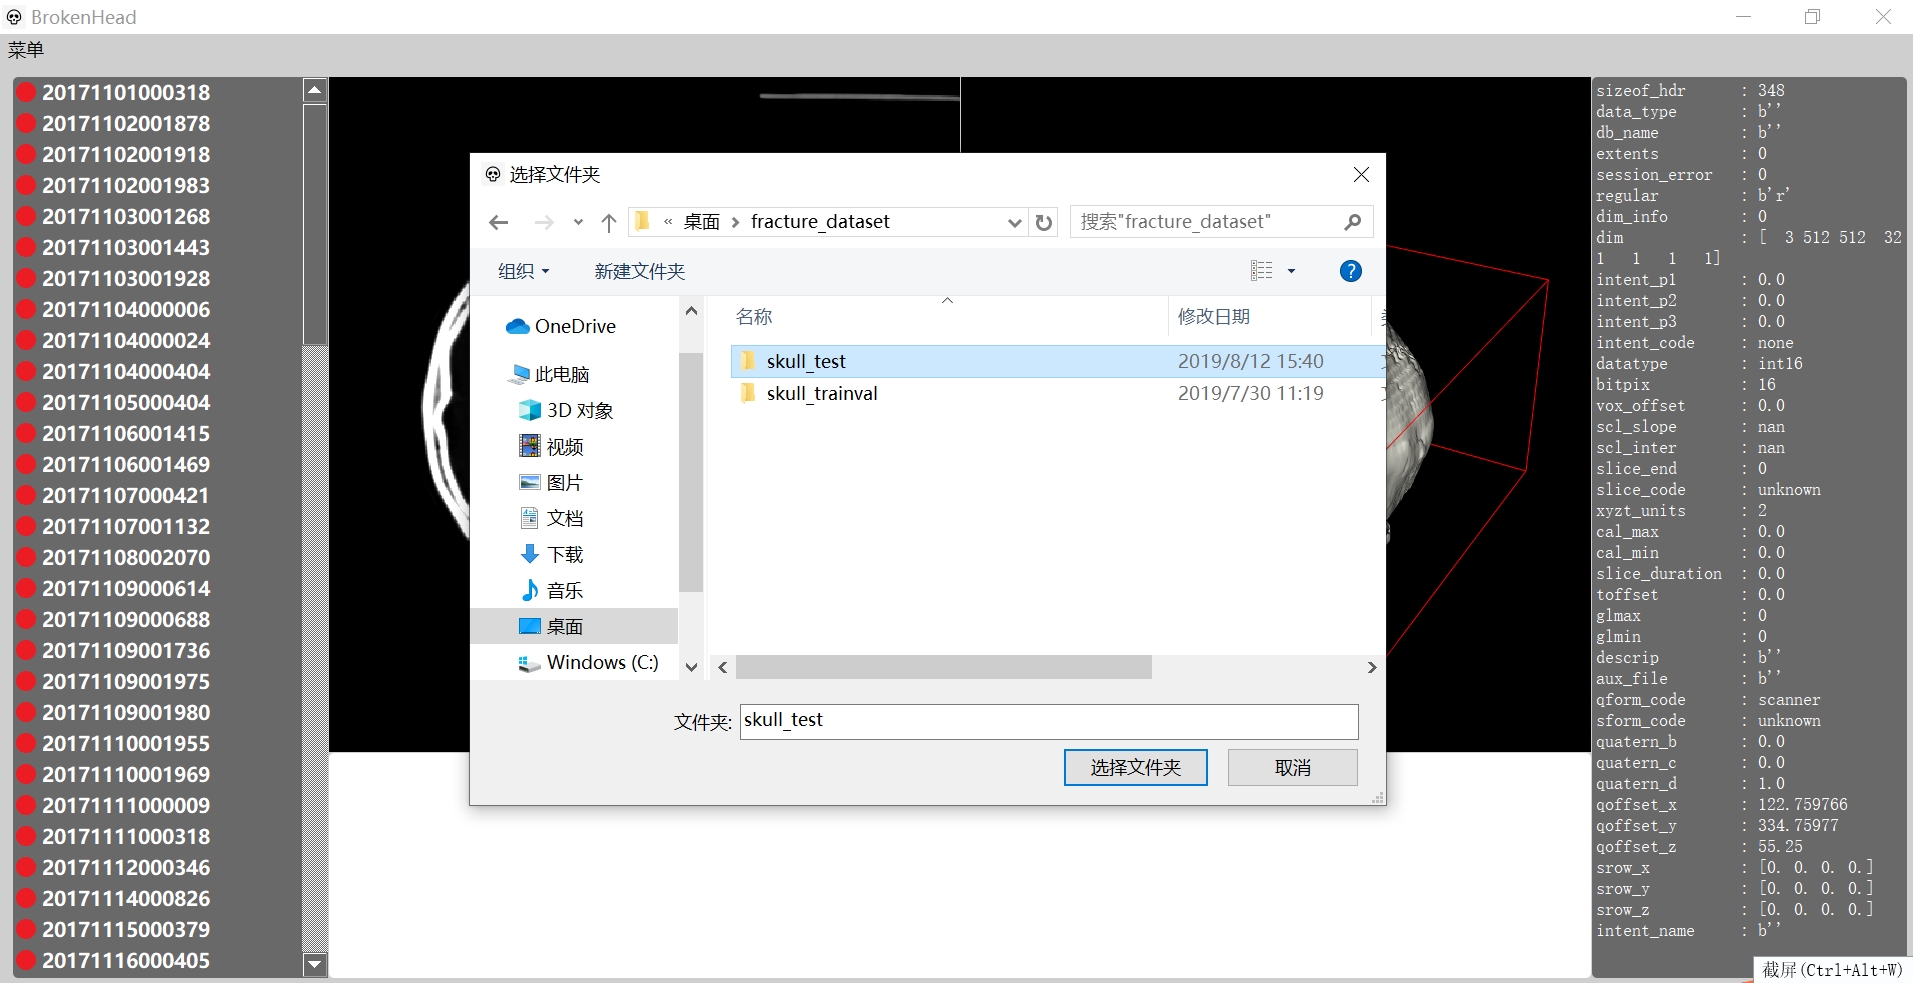 BrokenHead
菜单
20171101000318
20171102001878
20171102001918
20171102001983
20171103001268
20171103001443
20171103001928
20171104000006
20171104000024
20171104000404
20171105000404
20171106001415
20171106001469
20171107000421
20171107001132
20171108002070
20171109000614
20171109000688
20171109001736
20171109001975
20171109001980
20171110001955
20171110001969
20171111000009
20171111000318
20171112000346
20171114000826
20171115000379
20171116000405
选择文件夹
« 桌面 > fracture_dataset
搜索"fracture_dataset"
组织
新建文件夹
OneDrive
此电脑
3D 对象
视频
图片
文档
下载
音乐
桌面
Windows (C:)
名称 修改日期
skull_test 2019/8/12 15:40
skull_trainval 2019/7/30 11:19
文件夹: skull_test
选择文件夹 取消
sizeof_hdr : 348
data_type : b''
db_name : b''
extents : 0
session_error : 0
regular : b'r'
dim_info : 0
dim : [ 3 512 512 32
1 1 1 1]
intent_p1 : 0.0
intent_p2 : 0.0
intent_p3 : 0.0
intent_code : none
datatype : int16
bitpix : 16
vox_offset : 0.0
scl_slope : nan
scl_inter : nan
slice_end : 0
slice_code : unknown
xyzt_units : 2
cal_max : 0.0
cal_min : 0.0
slice_duration : 0.0
toffset : 0.0
glmax : 0
glmin : 0
descrip : b''
aux_file : b''
qform_code : scanner
sform_code : unknown
quatern_b : 0.0
quatern_c : 0.0
quatern_d : 1.0
qoffset_x : 122.759766
qoffset_y : 334.75977
qoffset_z : 55.25
srow_x : [0. 0. 0. 0.]
srow_y : [0. 0. 0. 0.]
srow_z : [0. 0. 0. 0.]
intent_name : b''
截屏(Ctrl+Alt+W)